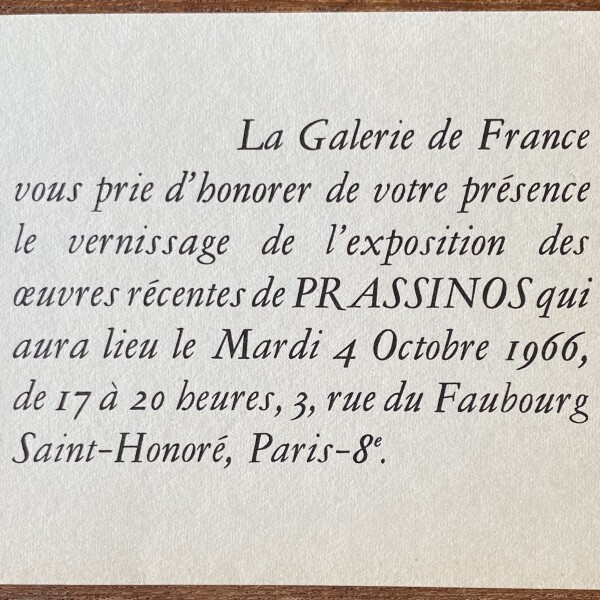 La Galerie de France
vous prie d'honorer de votre présence
le vernissage de l'exposition des
œuvres récentes de PRASSINOS qui
aura lieu le Mardi 4 Octobre 1966,
de 17 à 20 heures, 3, rue du Faubourg
Saint-Honoré, Paris-8e.